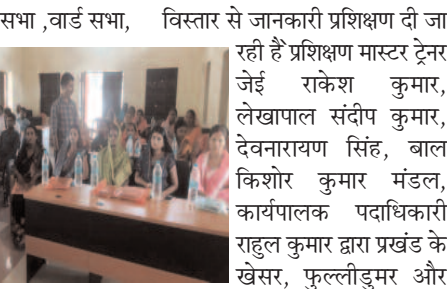 सभा ,वार्ड सभा,
विस्तार से जानकारी प्रशिक्षण दी जा
रही हैं प्रशिक्षण मास्टर ट्रेनर
जेई राकेश कुमार,
लेखापाल संदीप कुमार,
देवनारायण सिंह, बाल
किशोर कुमार मंडल,
कार्यपालक पदाधिकारी
राहुल कुमार द्वारा प्रखंड के
खेसर, फुल्लीडुमर और